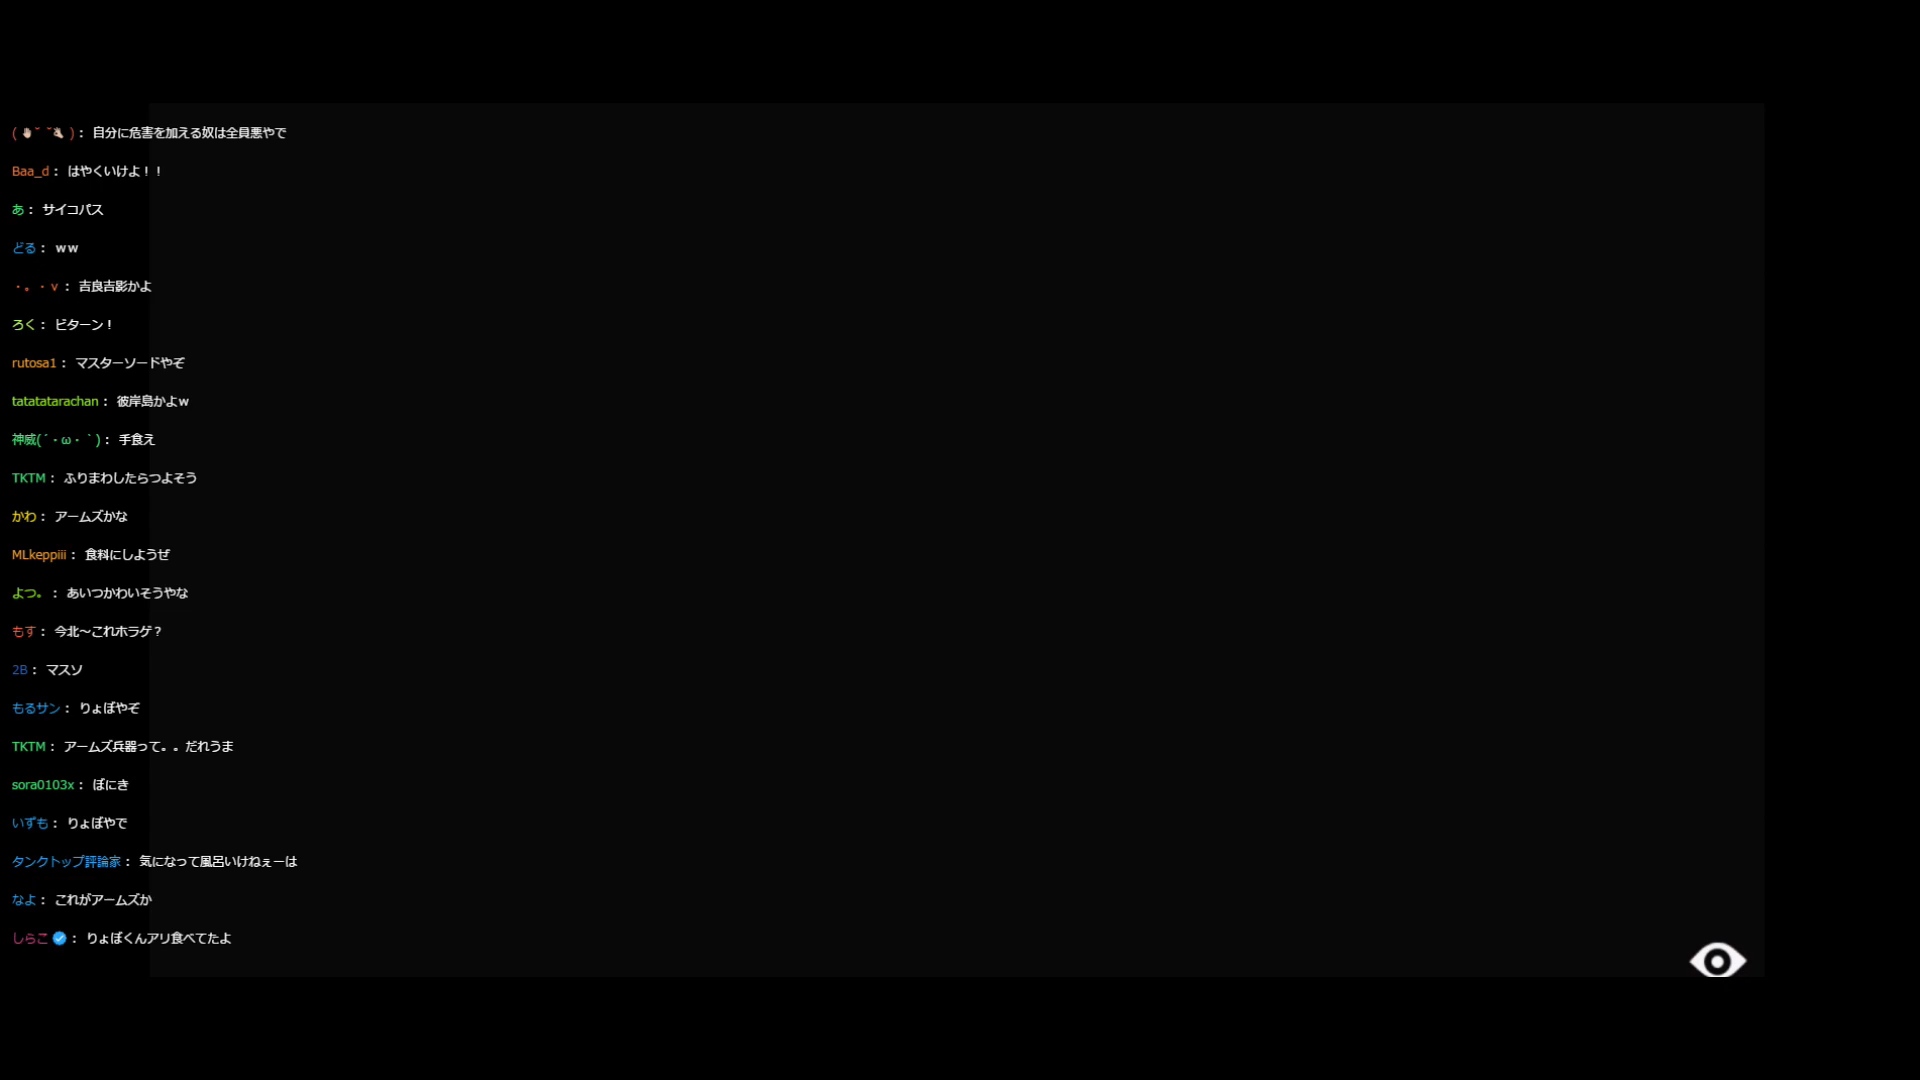 (🤚˘ ˘👏 ) : 自分に危害を加える奴は全員悪やで
Baa_d : はやくいけよ！！
あ : サイコパス
どる : ww
・。・ｖ : 吉良吉影かよ
ろく : ビターン！
rutosa1 : マスターソードやぞ
tatatatarachan : 彼岸島かよw
神威(´・ω・｀) : 手食え
TKTM : ふりまわしたらつよそう
かわ : アームズかな
MLkeppiii : 食料にしようぜ
よつ。 : あいつかわいそうやな
もす : 今北～これホラゲ？
2B : マスソ
もるサン : りょぼやぞ
TKTM : アームズ兵器って。。だれうま
sora0103x : ぼにき
いずも : りょぼやで
タンクトップ評論家 : 気になって風呂いけねぇーは
なよ : これがアームズか
しらこ : りょぼくんアリ食べてたよ